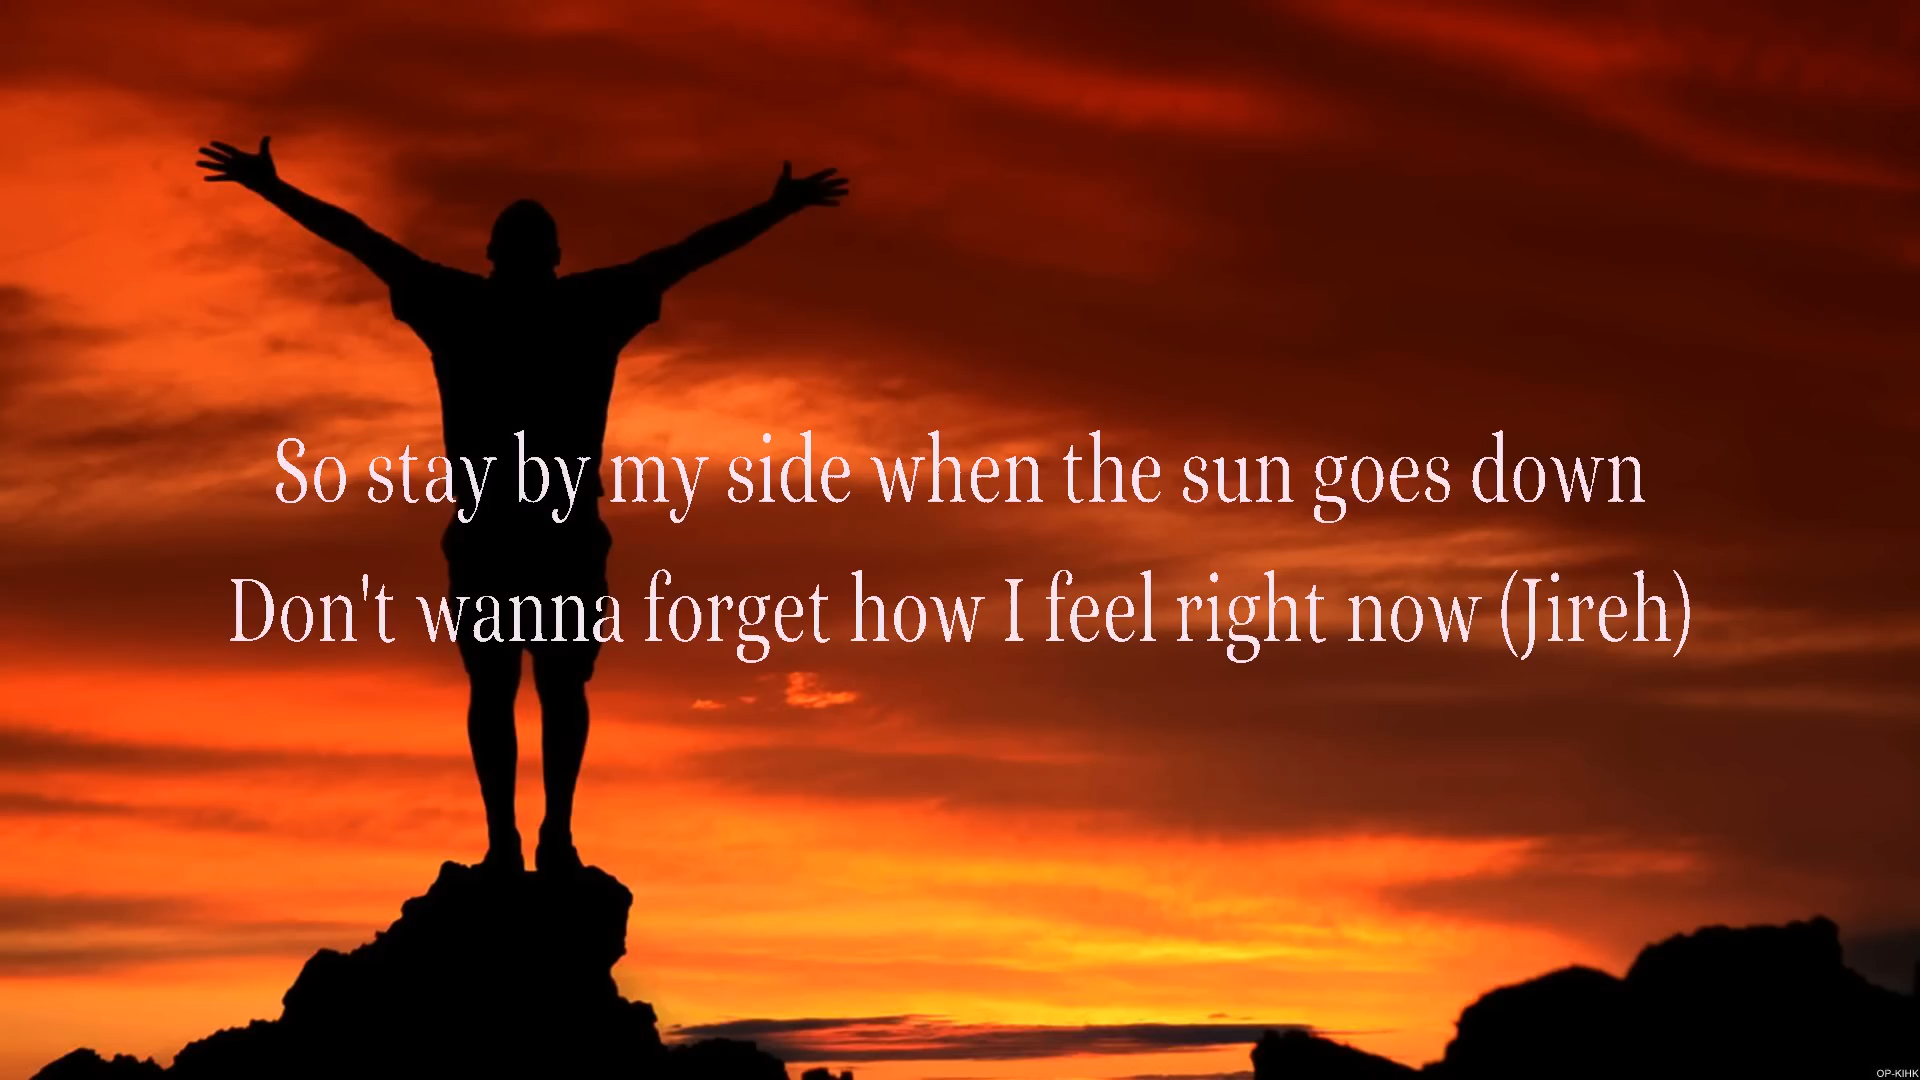 So stay by my side when the sun goes down
Don't wanna forget how I feel right now (Jireh)
OP-KIHK